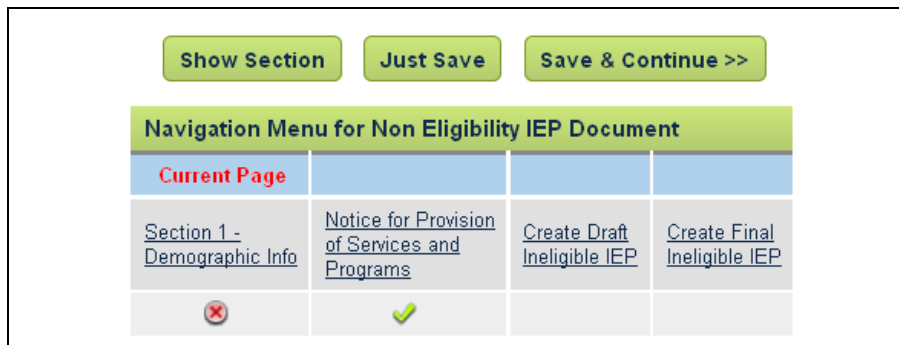 Show Section
Just Save
Save & Continue >>
Navigation Menu for Non Eligibility IEP Document
Current Page
Section 1 -
Demographic Info
Notice for Provision
of Services and
Programs
Create Draft
Ineligible IEP
Create Final
Ineligible IEP